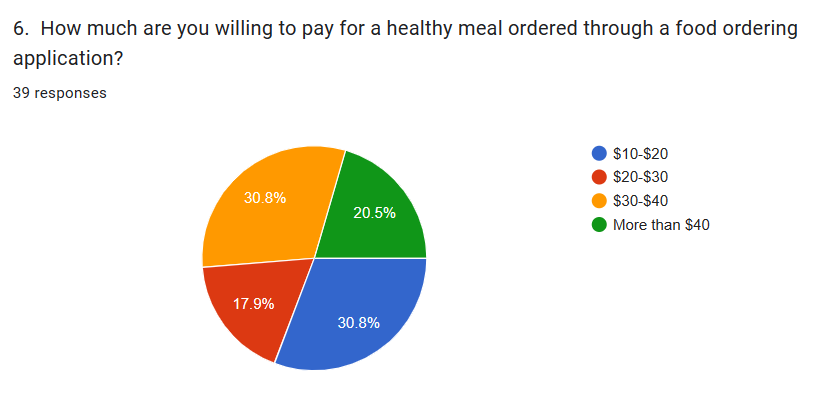 6. How much are you willing to pay for a healthy meal ordered through a food ordering
application?
39 responses
30.8%
20.5%
17.9%
30.8%
$10-$20
$20-$30
$30-$40
More than $40